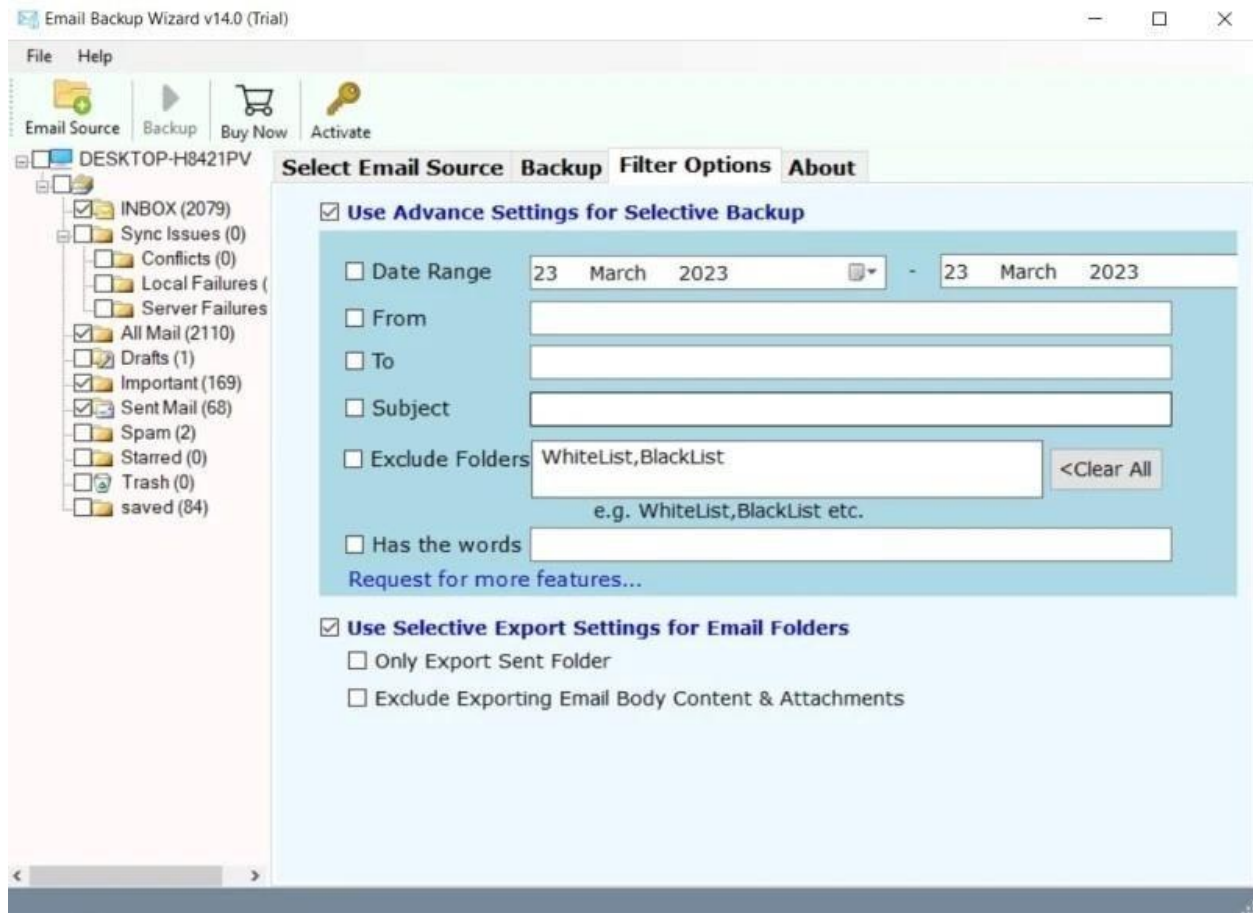 Email Backup Wizard v14.0 (Trial)
File Help
Email Source Backup Buy Now Activate
DESKTOP-H8421PV
INBOX (2079)
Sync Issues (0)
Conflicts (0)
Local Failures (
Server Failures
All Mail (2110)
Drafts (1)
Important (169)
Sent Mail (68)
Spam (2)
Starred (0)
Trash (0)
saved (84)
Select Email Source Backup Filter Options About
Use Advance Settings for Selective Backup
Date Range 23 March 2023 - 23 March 2023
From
To
Subject
Exclude Folders WhiteList,BlackList <Clear All
e.g. WhiteList,BlackList etc.
Has the words
Request for more features...
Use Selective Export Settings for Email Folders
Only Export Sent Folder
Exclude Exporting Email Body Content & Attachments